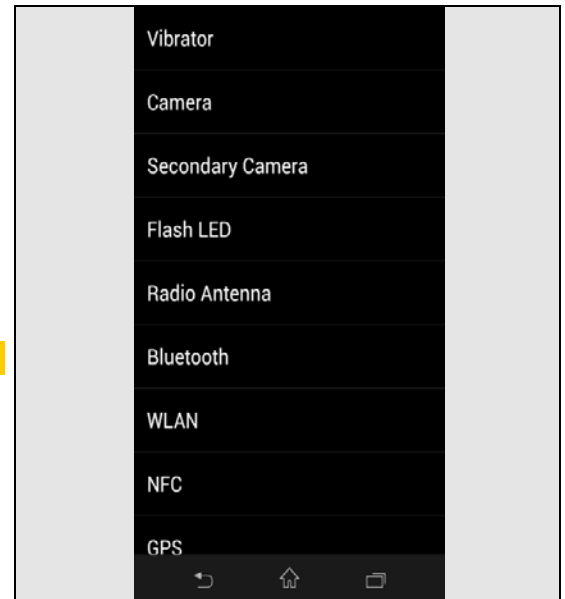 Vibrator
Camera
Secondary Camera
Flash LED
Radio Antenna
Bluetooth
WLAN
NFC
GPS